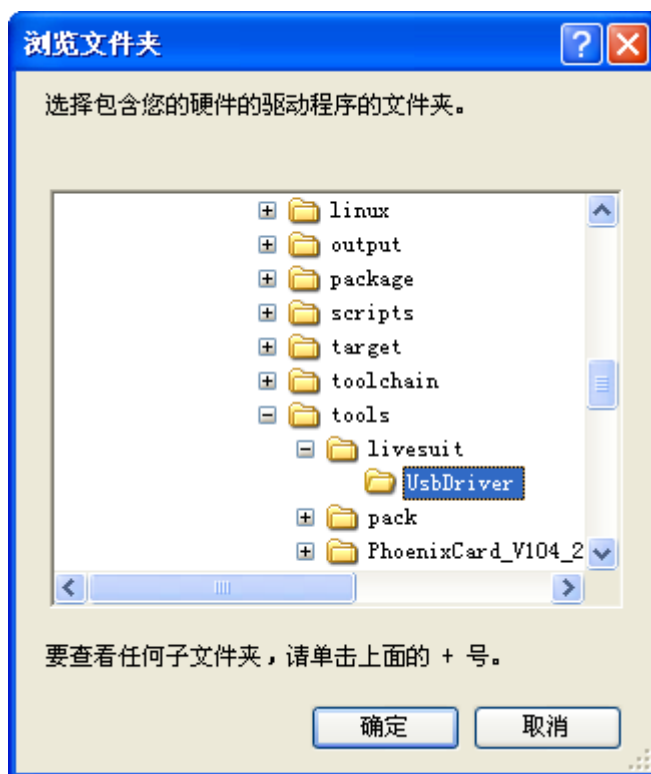 浏览文件夹
选择包含您的硬件的驱动程序的文件夹。
linux
output
package
scripts
target
toolchain
tools
livesuit
UsbDriver
pack
PhoenixCard_V104_2
要查看任何子文件夹，请单击上面的 + 号。
确定
取消